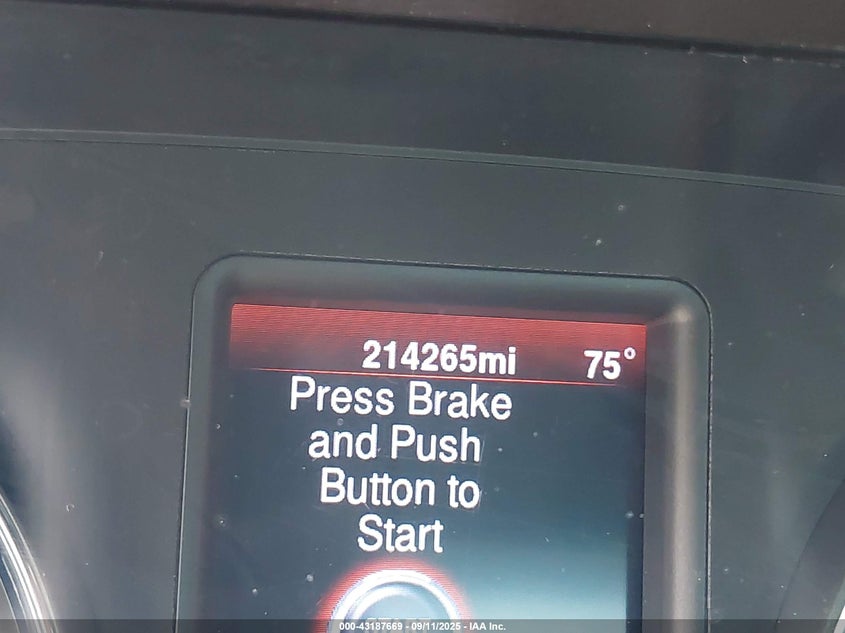 214265mi 75°
Press Brake
and Push
Button to
Start
000-43187669 - 09/11/2025 - IAA Inc.